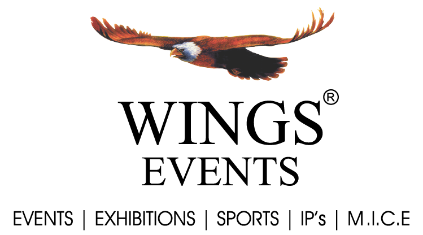 WINGS®
EVENTS
EVENTS | EXHIBITIONS | SPORTS | IP's | M.I.C.E